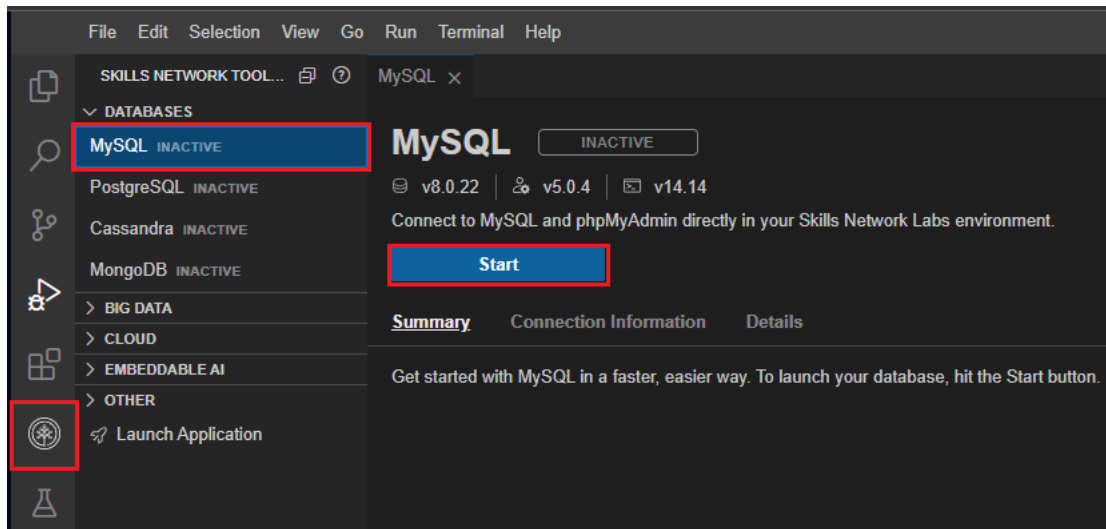 File Edit Selection View Go Run Terminal Help
SKILLS NETWORK TOOL...
MySQL
DATABASES
MySQL INACTIVE
PostgreSQL INACTIVE
Cassandra INACTIVE
MongoDB INACTIVE
BIG DATA
CLOUD
EMBEDDABLE AI
OTHER
Launch Application
MySQL INACTIVE
v8.0.22 v5.0.4 v14.14
Connect to MySQL and phpMyAdmin directly in your Skills Network Labs environment.
Start
Summary Connection Information Details
Get started with MySQL in a faster, easier way. To launch your database, hit the Start button.